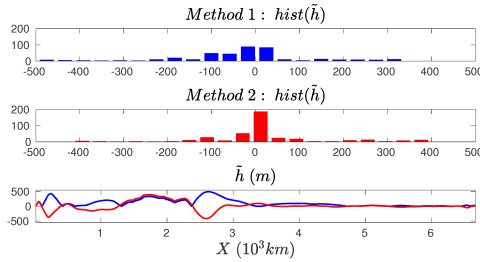 Method 1 : hist(h̃)
200
100
0
-500 -400 -300 -200 -100 0 100 200 300 400 500
Method 2 : hist(h̃)
200
100
0
-500 -400 -300 -200 -100 0 100 200 300 400 500
h̃ (m)
500
0
-500
1 2 3 4 5 6
X (10³km)